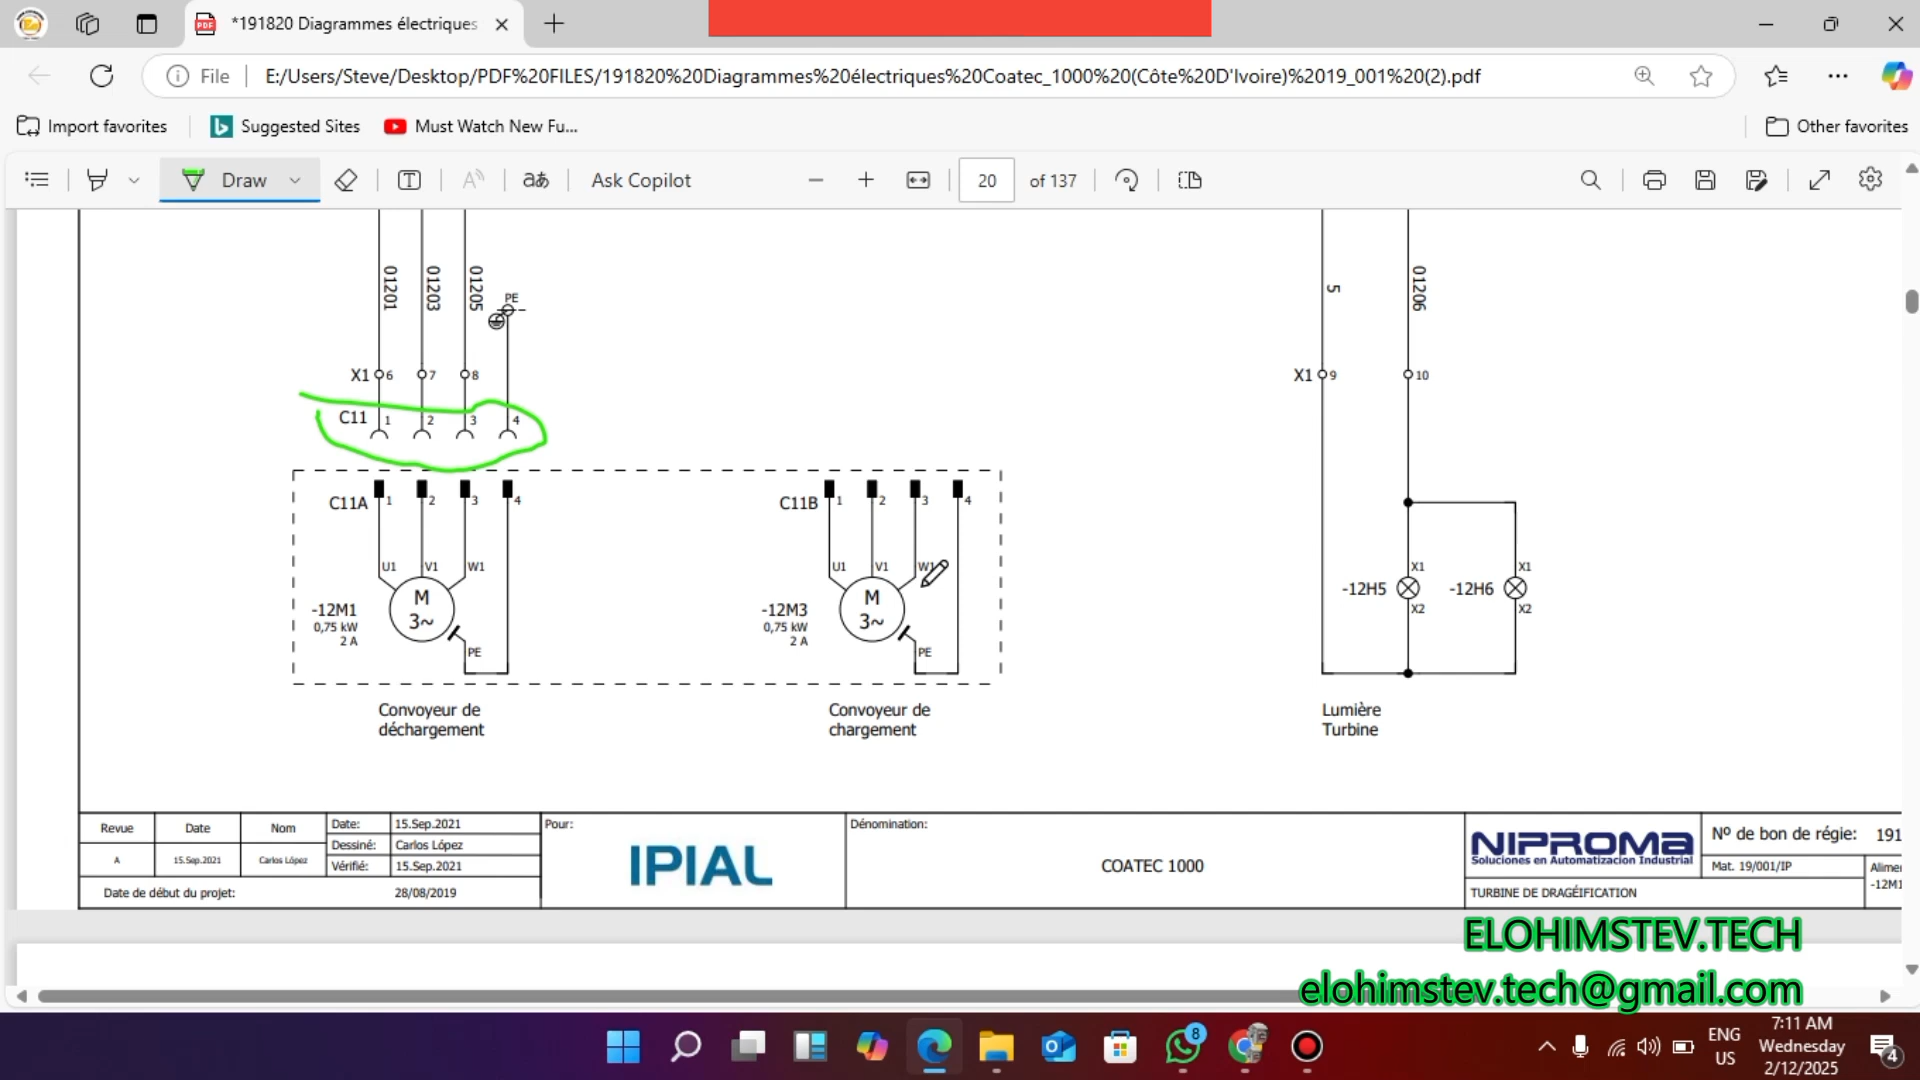 *191820 Diagrammes électriques
File
E:/Users/Steve/Desktop/PDF%20FILES/191820%20Diagrammes%20électriques%20Coatec_1000%20(Côte%20D'Ivoire)%2019_001%20(2).pdf
Import favorites
Suggested Sites
Must Watch New Fu...
Other favorites
Draw
aあ
Ask Copilot
20
of 137
01201
01203
01205
PE
5
01206
X1
6
7
8
X1
9
10
C11
1
2
3
4
C11A
1
2
3
4
C11B
1
2
3
4
U1
V1
W1
U1
V1
W1
X1
X1
M
3~
M
3~
-12M1
0,75 kW
2 A
-12M3
0,75 kW
2 A
-12H5
-12H6
X2
X2
PE
PE
Convoyeur de
déchargement
Convoyeur de
chargement
Lumière
Turbine
Revue
Date
Nom
Date:
15.Sep.2021
Pour:
Dénomination:
Dessiné:
Carlos López
A
15.Sep.2021
Carlos López
Vérifié:
15.Sep.2021
Date de début du projet:
28/08/2019
IPIAL
COATEC 1000
NIPROMa
Soluciones en Automatizacion Industrial
Nº de bon de régie:
191
Mat. 19/001/IP
Alimen
-12M1
TURBINE DE DRAGÉIFICATION
ELOHIMSTEV.TECH
elohimstev.tech@gmail.com
8
ENG
US
7:11 AM
Wednesday
2/12/2025
4